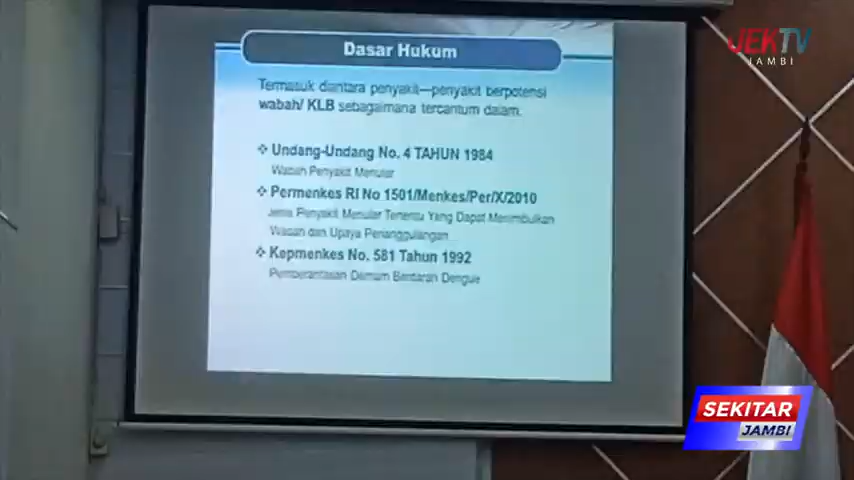 JEKTV
JAMBI
Dasar Hukum
Termasuk diantara penyakit—penyakit berpotensi
wabah/ KLB sebagaimana tercantum dalam:
❖ Undang-Undang No. 4 TAHUN 1984
Wabah Penyakit Menular
❖ Permenkes RI No 1501/Menkes/Per/X/2010
Jenis Penyakit Menular Tertentu Yang Dapat Menimbulkan
Wabah dan Upaya Penanggulangan
❖ Kepmenkes No. 581 Tahun 1992
Pemberantasan Demam Berdarah Dengue
SEKITAR
JAMBI